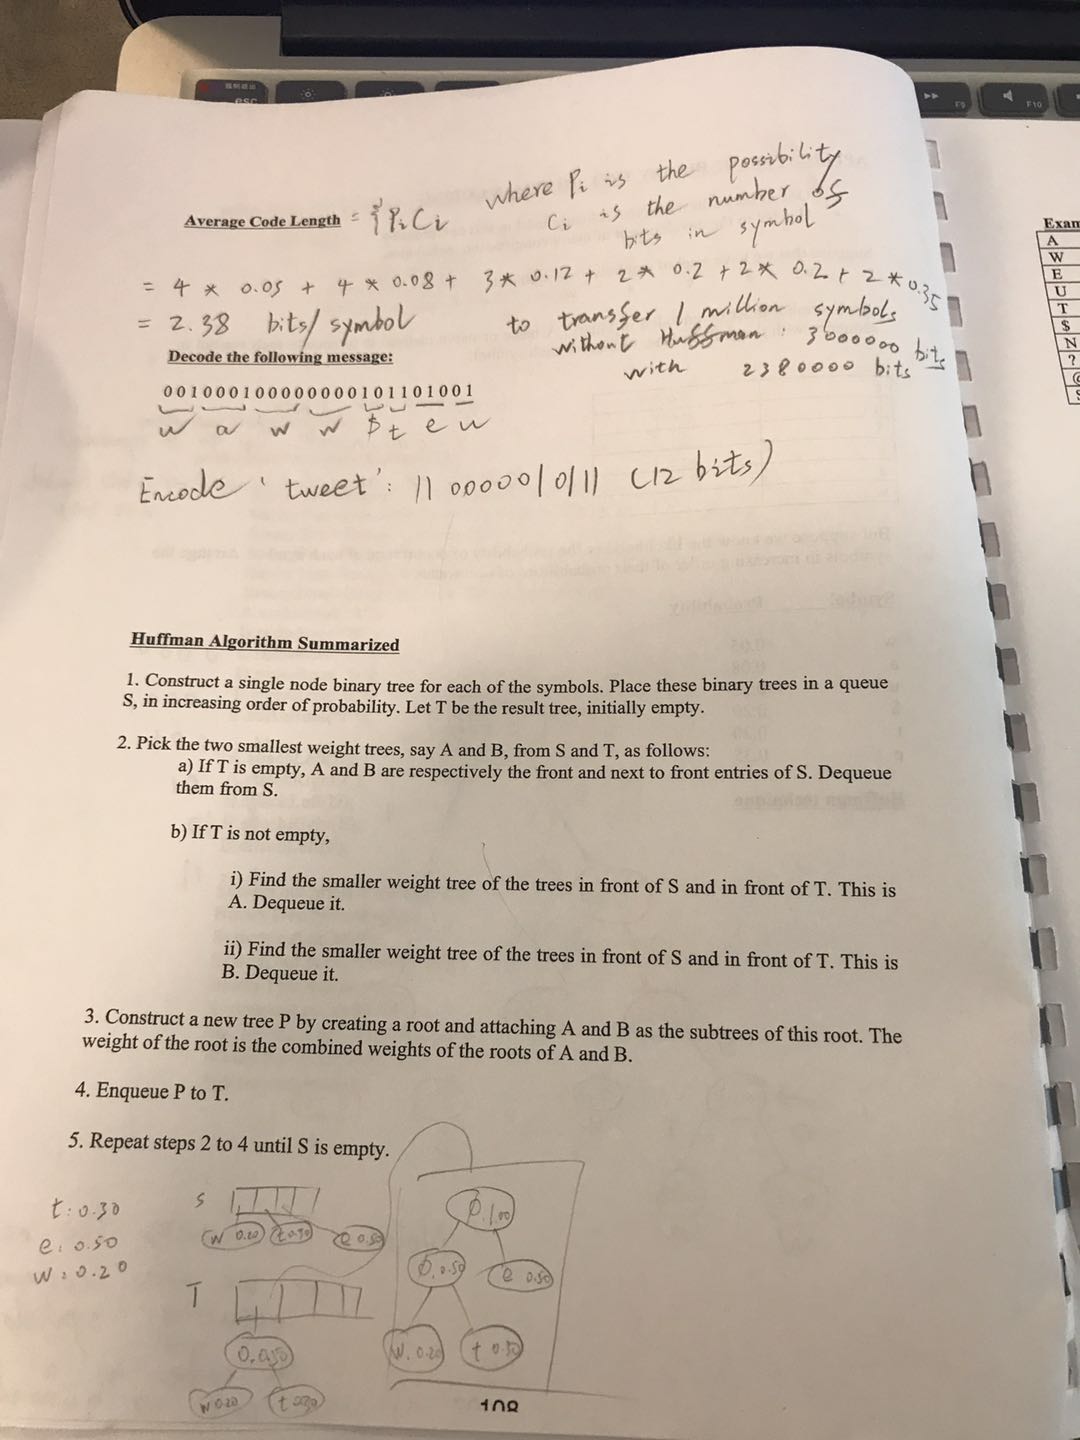 esc
F9
F10
where Pi is the possibility
Ci is the number of
bits in symbol
Average Code Length = PiCi
= 4 * 0.05 + 4 * 0.08 + 3 * 0.12 + 2 * 0.2 + 2 * 0.2 + 2 * 0.35
= 2.38 bits/symbol
to transfer 1 million symbols
without Huffman : 3000000 bits
with 2380000 bits
Decode the following message:
0010001000000000101101001
w a w w $ t e u
Encode 'tweet': 110000010111 (12 bits)
Huffman Algorithm Summarized
1. Construct a single node binary tree for each of the symbols. Place these binary trees in a queue
S, in increasing order of probability. Let T be the result tree, initially empty.
2. Pick the two smallest weight trees, say A and B, from S and T, as follows:
a) If T is empty, A and B are respectively the front and next to front entries of S. Dequeue
them from S.
b) If T is not empty,
i) Find the smaller weight tree of the trees in front of S and in front of T. This is
A. Dequeue it.
ii) Find the smaller weight tree of the trees in front of S and in front of T. This is
B. Dequeue it.
3. Construct a new tree P by creating a root and attaching A and B as the subtrees of this root. The
weight of the root is the combined weights of the roots of A and B.
4. Enqueue P to T.
5. Repeat steps 2 to 4 until S is empty.
t: 0.30
e: 0.50
w: 0.20
S
w 0.20 t 0.30 e 0.50
T
w 0.20 t 0.30
1.00
0.50 e 0.50
w. 0.20 t 0.30
108
Exam
A
W
E
U
T
$
N
?
@